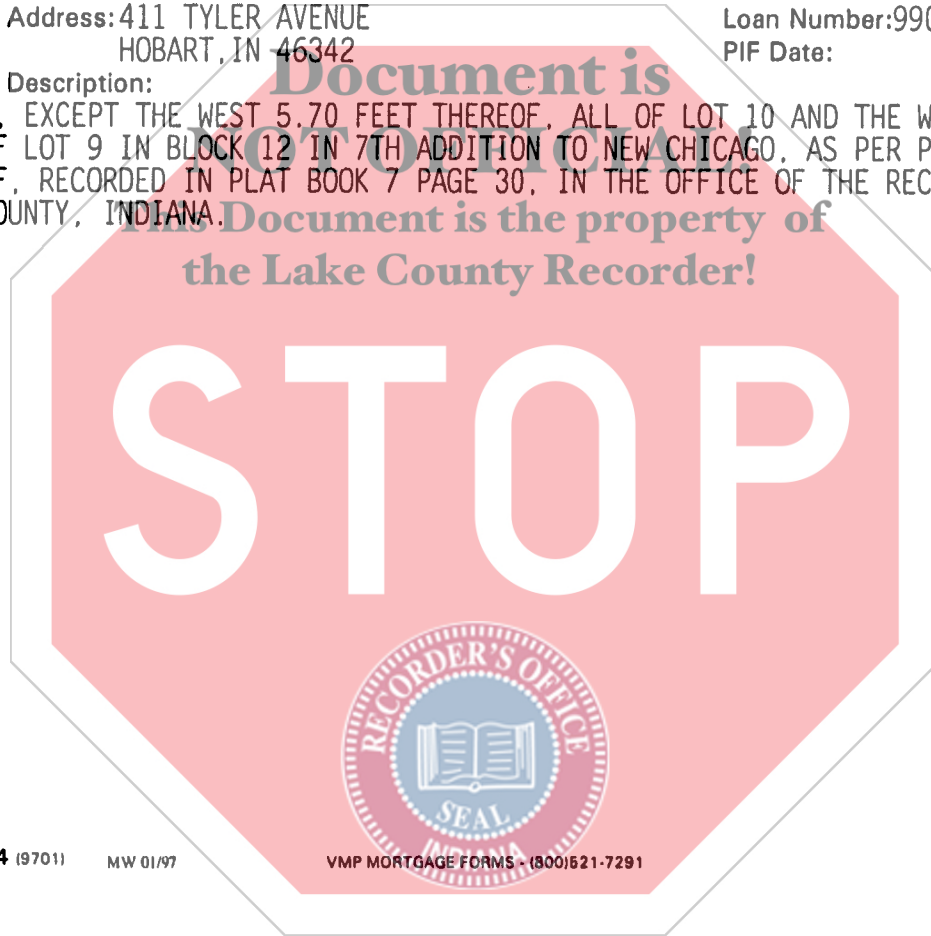 Address: 411 TYLER AVENUE
Loan Number: 990
HOBART, IN 46342
PIF Date:
Document is
Description:
EXCEPT THE WEST 5.70 FEET THEREOF, ALL OF LOT 10 AND THE W
NOT OFFICIAL!
LOT 9 IN BLOCK 12 IN 7TH ADDITION TO NEW CHICAGO, AS PER P
F, RECORDED IN PLAT BOOK 7 PAGE 30, IN THE OFFICE OF THE REC
OUNTY, INDIANA.
This Document is the property of
the Lake County Recorder!
STOP
RECORDER'S OFFICE
SEAL
INDIANA
4 (9701) MW 01/97 VMP MORTGAGE FORMS - (800)521-7291